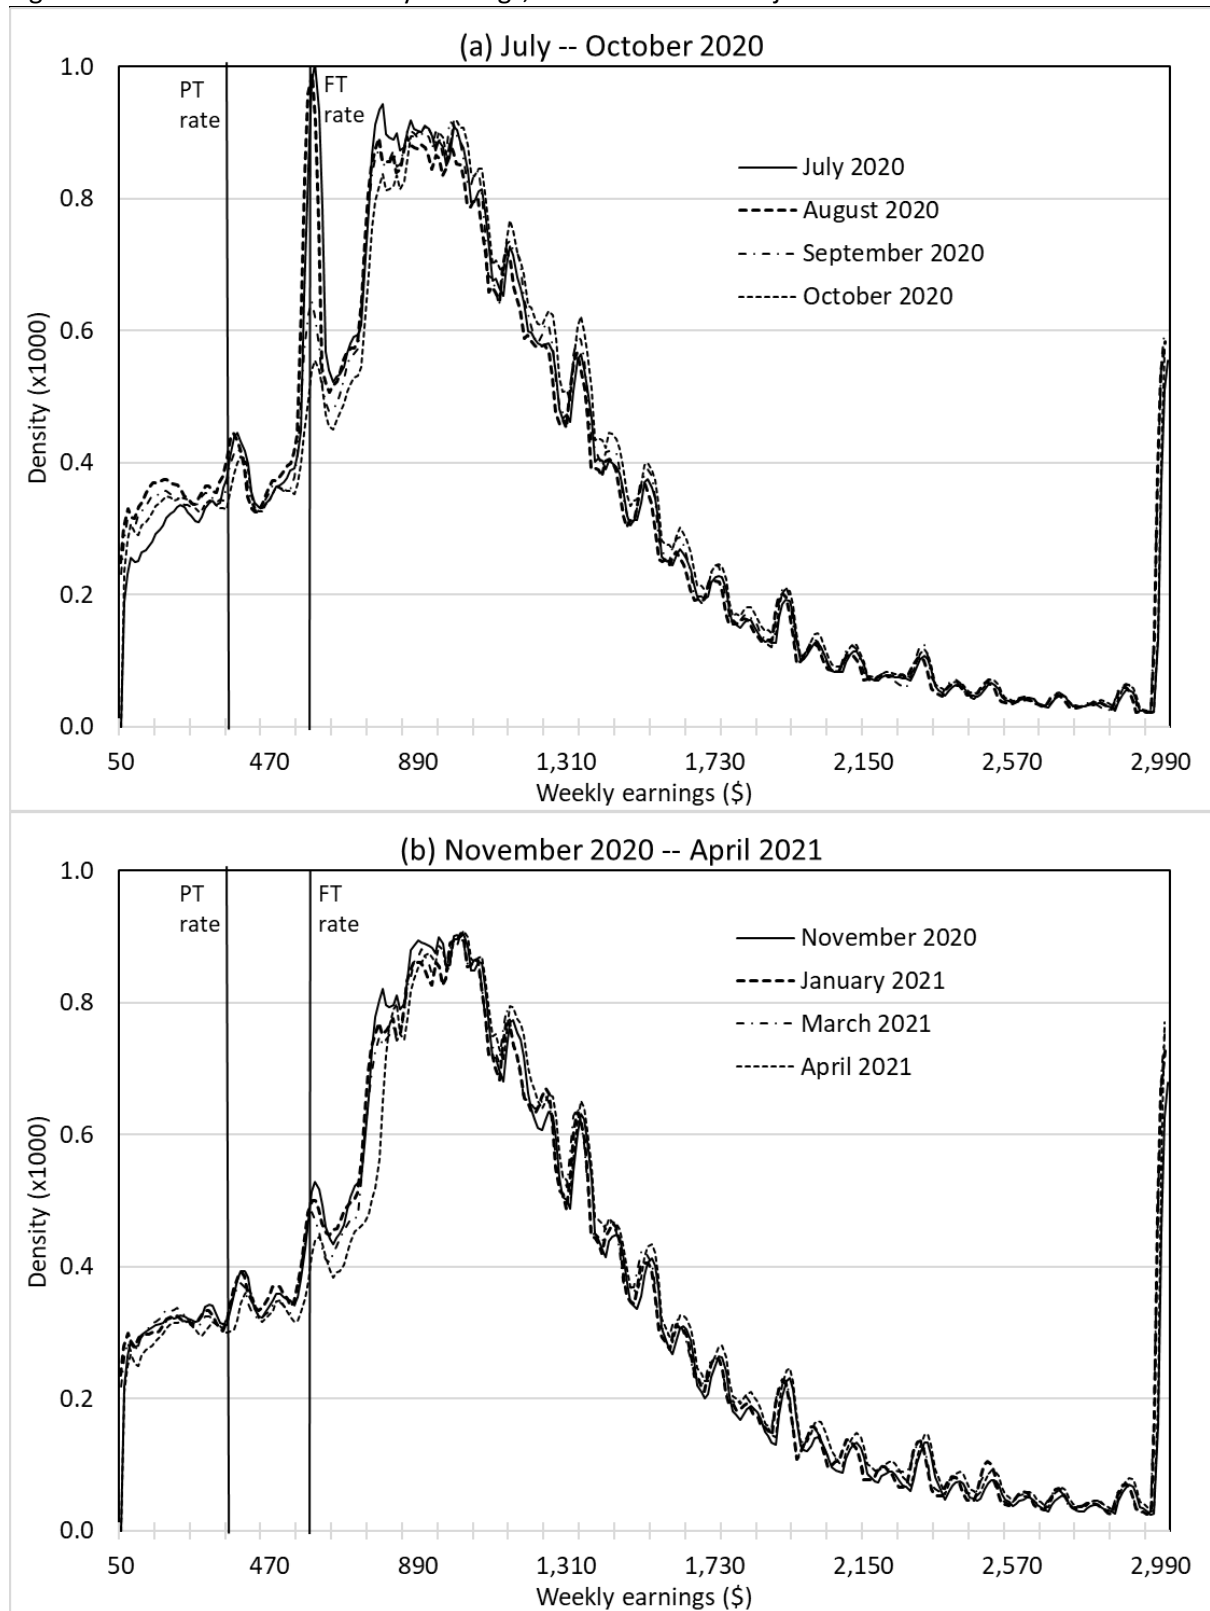 (a) July -- October 2020
1.0
PT
rate
FT
rate
July 2020
0.8
August 2020
September 2020
October 2020
0.6
Density (x1000)
0.4
0.2
0.0
50 470 890 1,310 1,730 2,150 2,570 2,990
Weekly earnings ($)
(b) November 2020 -- April 2021
1.0
PT
rate
FT
rate
November 2020
January 2021
0.8
March 2021
April 2021
0.6
Density (x1000)
0.4
0.2
0.0
50 470 890 1,310 1,730 2,150 2,570 2,990
Weekly earnings ($)